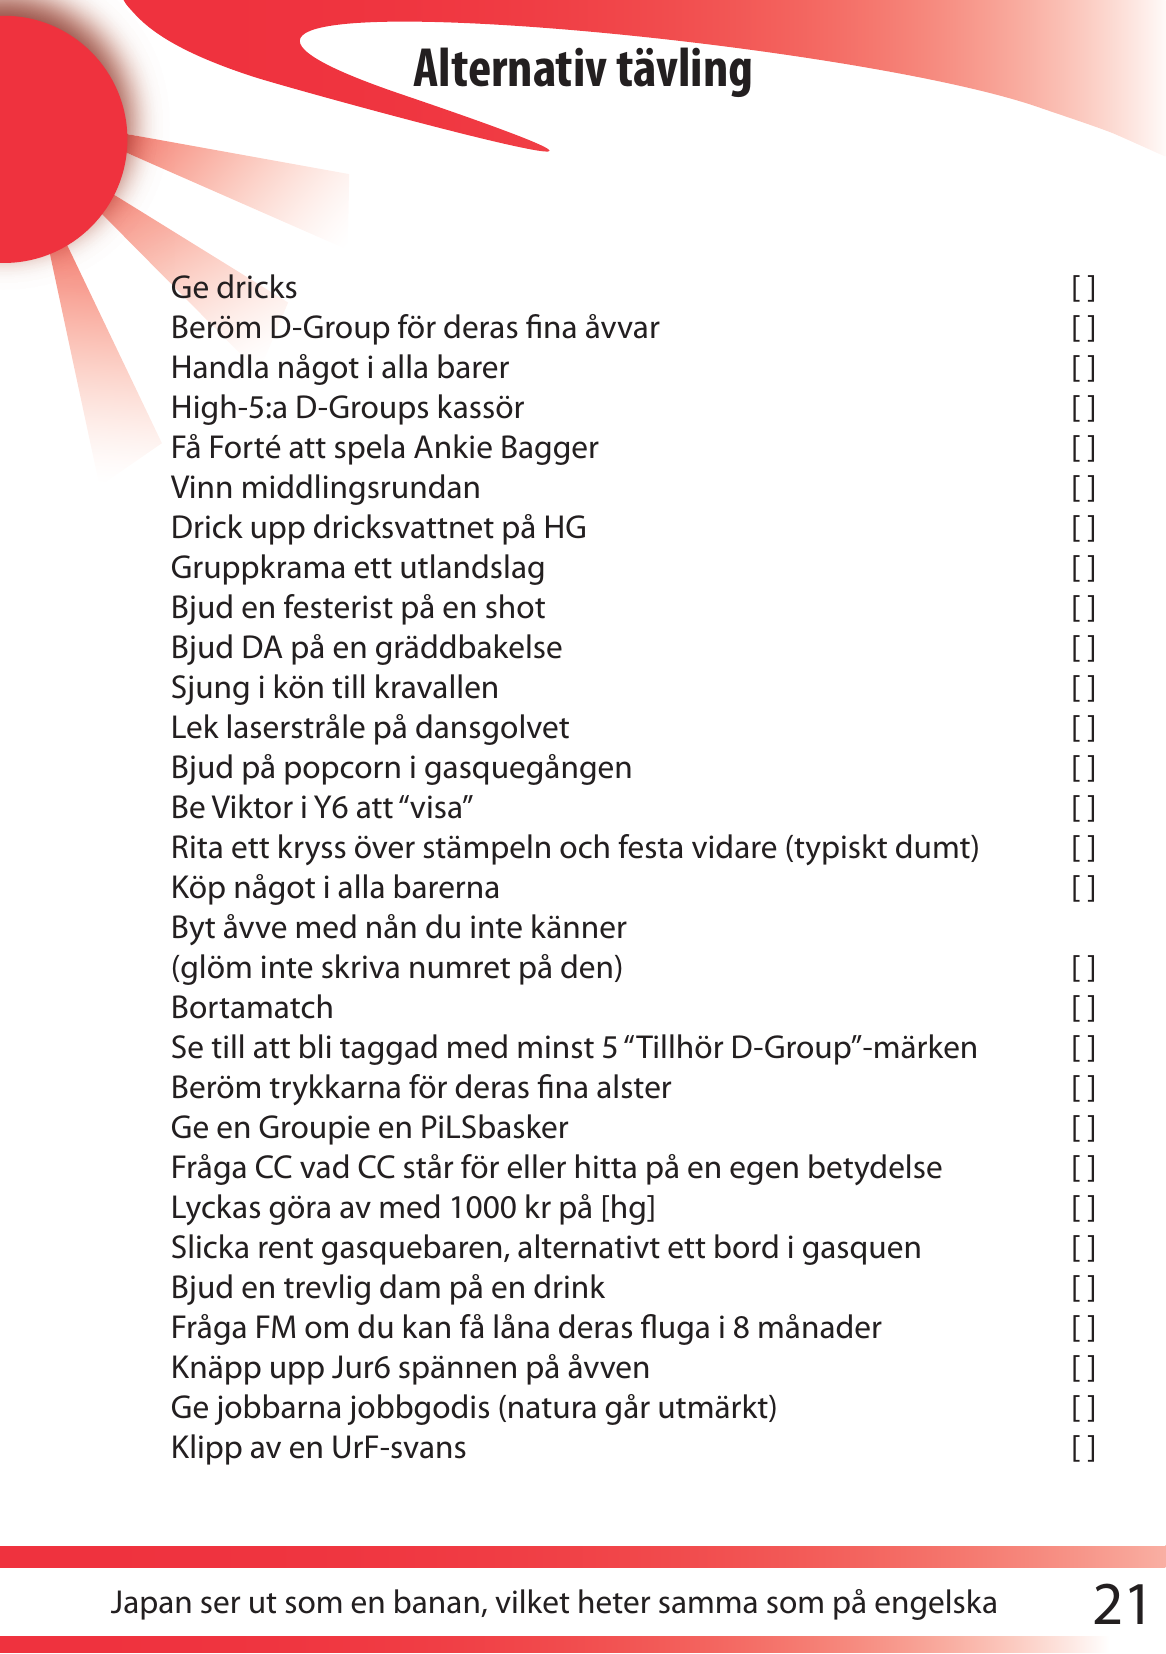 Alternativ tävling
Ge dricks [ ]
Beröm D-Group för deras fina åvvar [ ]
Handla något i alla barer [ ]
High-5:a D-Groups kassör [ ]
Få Forté att spela Ankie Bagger [ ]
Vinn middlingsrundan [ ]
Drick upp dricksvattnet på HG [ ]
Gruppkrama ett utlandslag [ ]
Bjud en festerist på en shot [ ]
Bjud DA på en gräddbakelse [ ]
Sjung i kön till kravallen [ ]
Lek laserstråle på dansgolvet [ ]
Bjud på popcorn i gasquegången [ ]
Be Viktor i Y6 att “visa” [ ]
Rita ett kryss över stämpeln och festa vidare (typiskt dumt) [ ]
Köp något i alla barerna [ ]
Byt åvve med nån du inte känner
(glöm inte skriva numret på den) [ ]
Bortamatch [ ]
Se till att bli taggad med minst 5 “Tillhör D-Group”-märken [ ]
Beröm trykkarna för deras fina alster [ ]
Ge en Groupie en PiLSbasker [ ]
Fråga CC vad CC står för eller hitta på en egen betydelse [ ]
Lyckas göra av med 1000 kr på [hg] [ ]
Slicka rent gasquebaren, alternativt ett bord i gasquen [ ]
Bjud en trevlig dam på en drink [ ]
Fråga FM om du kan få låna deras fluga i 8 månader [ ]
Knäpp upp Jur6 spännen på åvven [ ]
Ge jobbarna jobbgodis (natura går utmärkt) [ ]
Klipp av en UrF-svans [ ]
Japan ser ut som en banan, vilket heter samma som på engelska 21